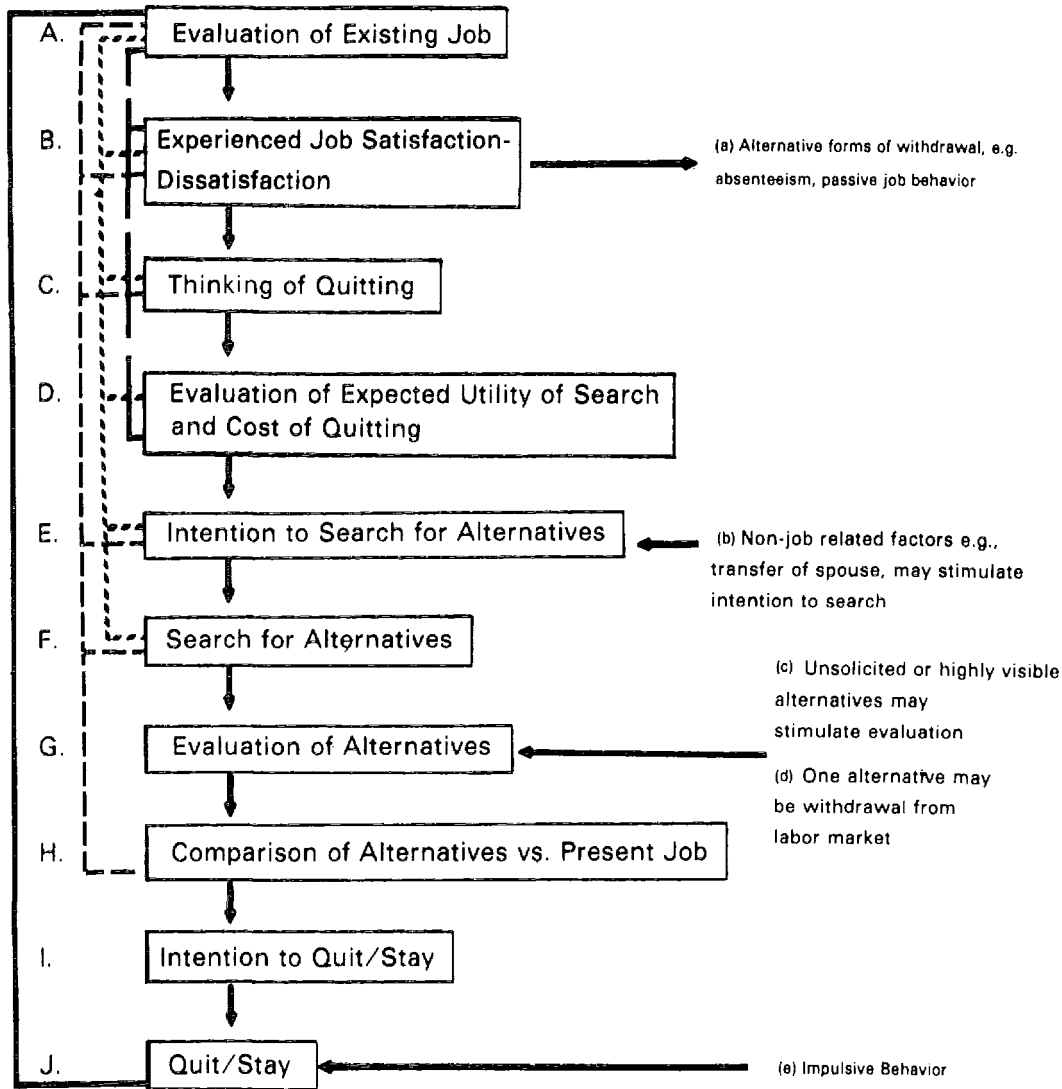 A. Evaluation of Existing Job
B. Experienced Job Satisfaction-
Dissatisfaction
(a) Alternative forms of withdrawal, e.g.
absenteeism, passive job behavior
C. Thinking of Quitting
D. Evaluation of Expected Utility of Search
and Cost of Quitting
E. Intention to Search for Alternatives
(b) Non-job related factors e.g.,
transfer of spouse, may stimulate
intention to search
F. Search for Alternatives
(c) Unsolicited or highly visible
alternatives may
stimulate evaluation
G. Evaluation of Alternatives
(d) One alternative may
be withdrawal from
labor market
H. Comparison of Alternatives vs. Present Job
I. Intention to Quit/Stay
J. Quit/Stay
(e) Impulsive Behavior